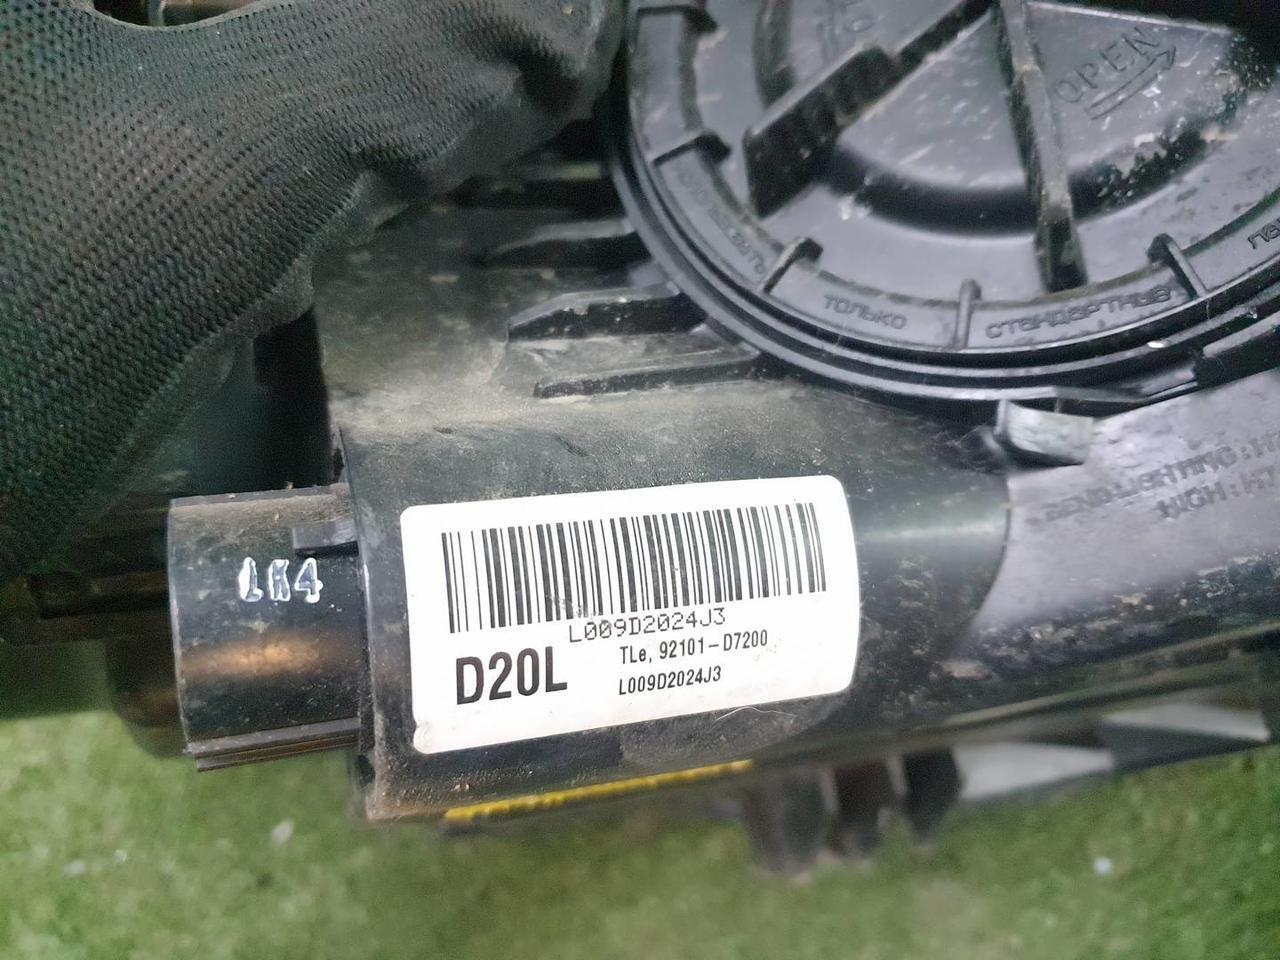 OPEN
ТОЛЬКО
СТАНДАРТНЫЕ
LK4
L009D2024J3
D20L
TLe, 92101-D7200
L009D2024J3